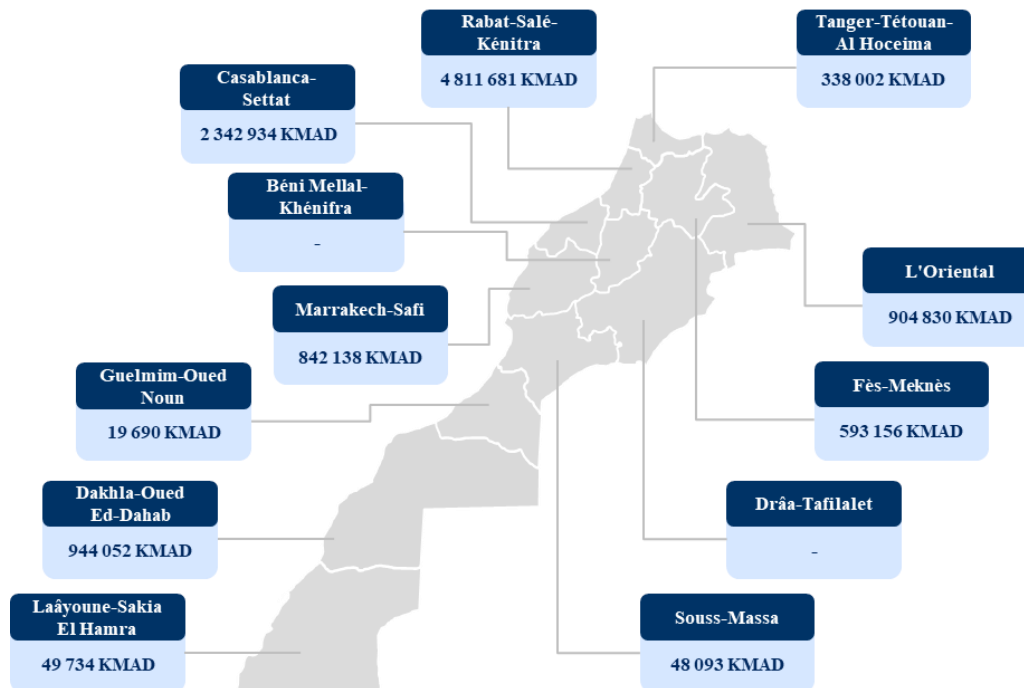 Rabat-Salé-
Kénitra
4 811 681 KMAD
Tanger-Tétouan-
Al Hoceima
338 002 KMAD
Casablanca-
Settat
2 342 934 KMAD
Béni Mellal-
Khénifra
-
L'Oriental
904 830 KMAD
Marrakech-Safi
842 138 KMAD
Guelmim-Oued
Noun
19 690 KMAD
Fès-Meknès
593 156 KMAD
Dakhla-Oued
Ed-Dahab
944 052 KMAD
Drâa-Tafilalet
-
Laâyoune-Sakia
El Hamra
49 734 KMAD
Souss-Massa
48 093 KMAD